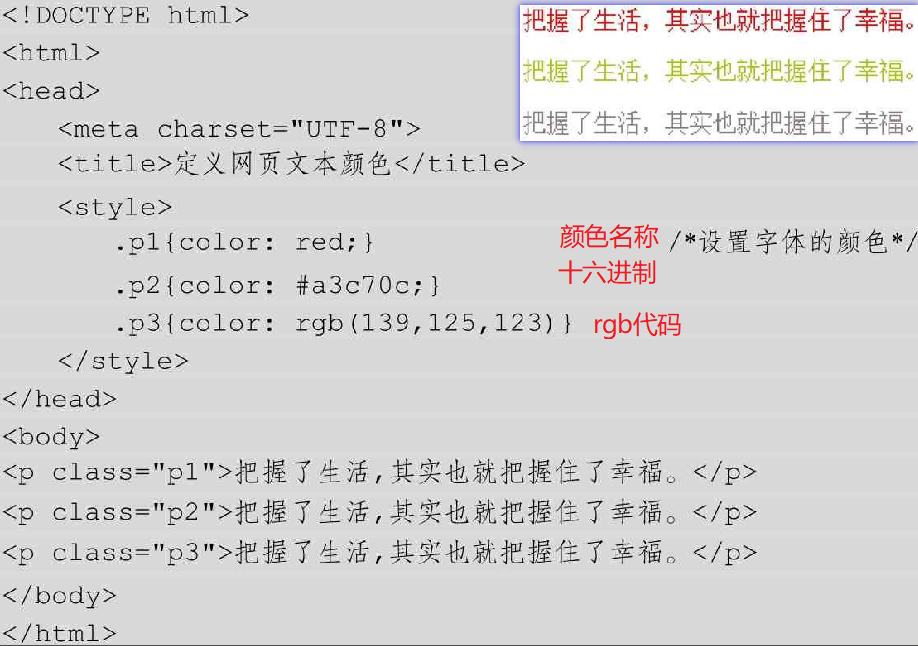 <!DOCTYPE html>
<html>
<head>
<meta charset="UTF-8">
<title>定义网页文本颜色</title>
<style>
.p1{color: red;} 颜色名称 /*设置字体的颜色*/
十六进制
.p2{color: #a3c70c;}
.p3{color: rgb(139,125,123)} rgb代码
</style>
</head>
<body>
<p class="p1">把握了生活,其实也就把握住了幸福。</p>
<p class="p2">把握了生活,其实也就把握住了幸福。</p>
<p class="p3">把握了生活,其实也就把握住了幸福。</p>
</body>
</html>
把握了生活，其实也就把握住了幸福。
把握了生活，其实也就把握住了幸福。
把握了生活，其实也就把握住了幸福。